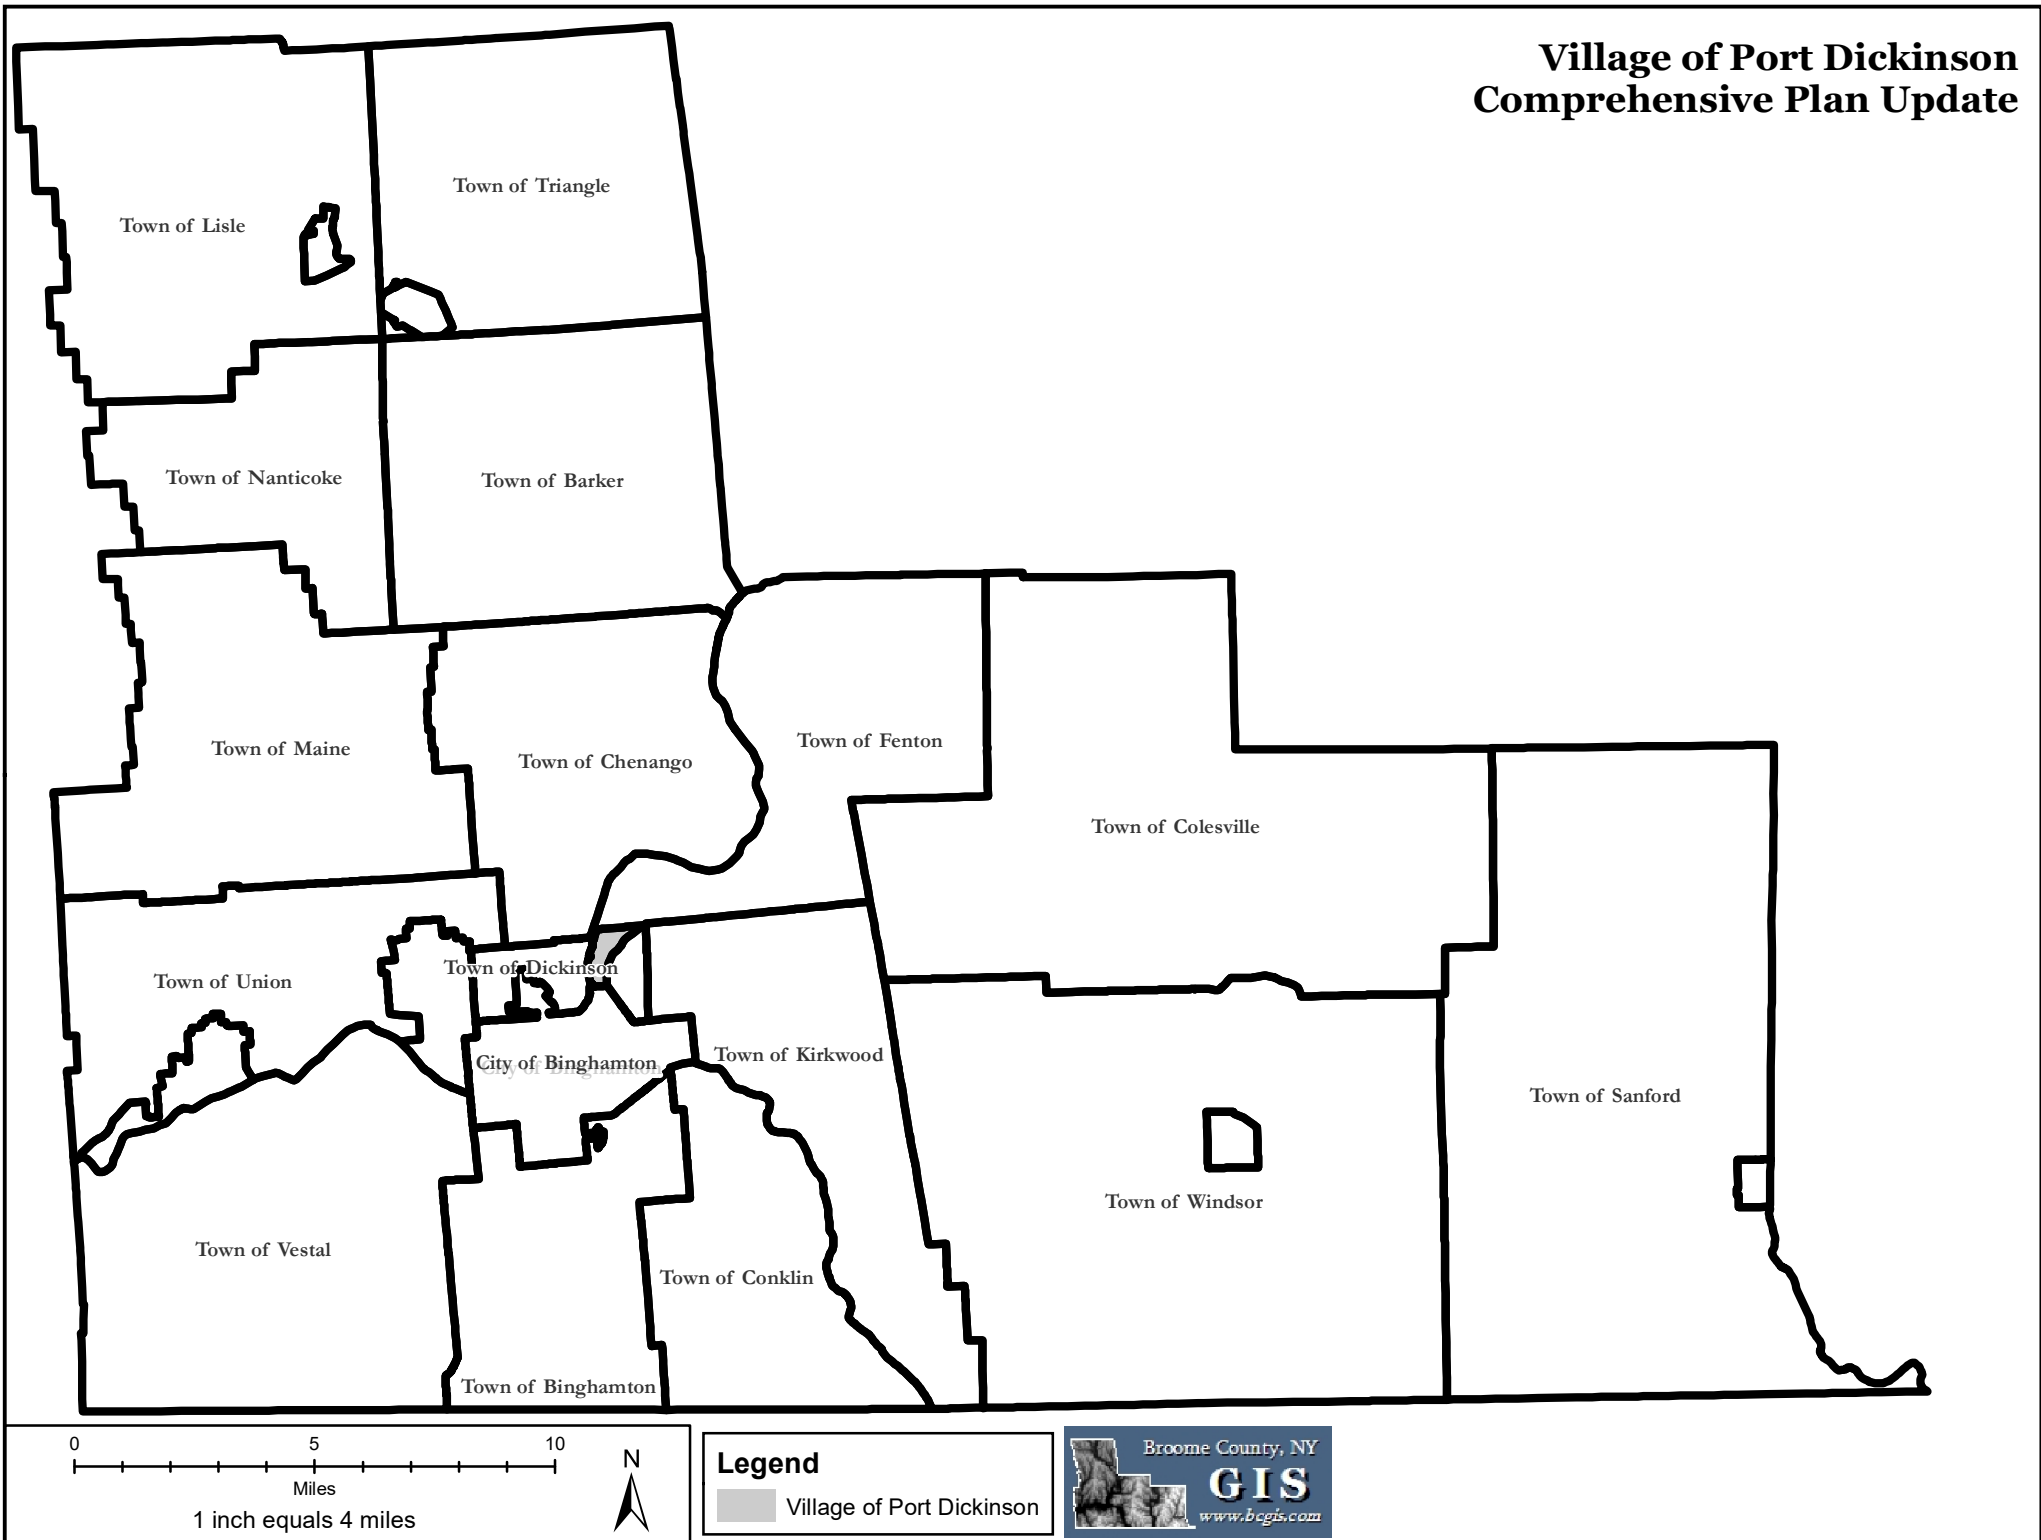 Village of Port Dickinson
Comprehensive Plan Update
Town of Triangle
Town of Lisle
Town of Nanticoke
Town of Barker
Town of Fenton
Town of Maine
Town of Chenango
Town of Colesville
Town of Dickinson
Town of Union
Town of Kirkwood
City of Binghamton
City of Binghamton
Town of Sanford
Town of Windsor
Town of Vestal
Town of Conklin
Town of Binghamton
0 5 10
Miles
1 inch equals 4 miles
N
Legend
Village of Port Dickinson
Broome County, NY
GIS
www.bcgis.com